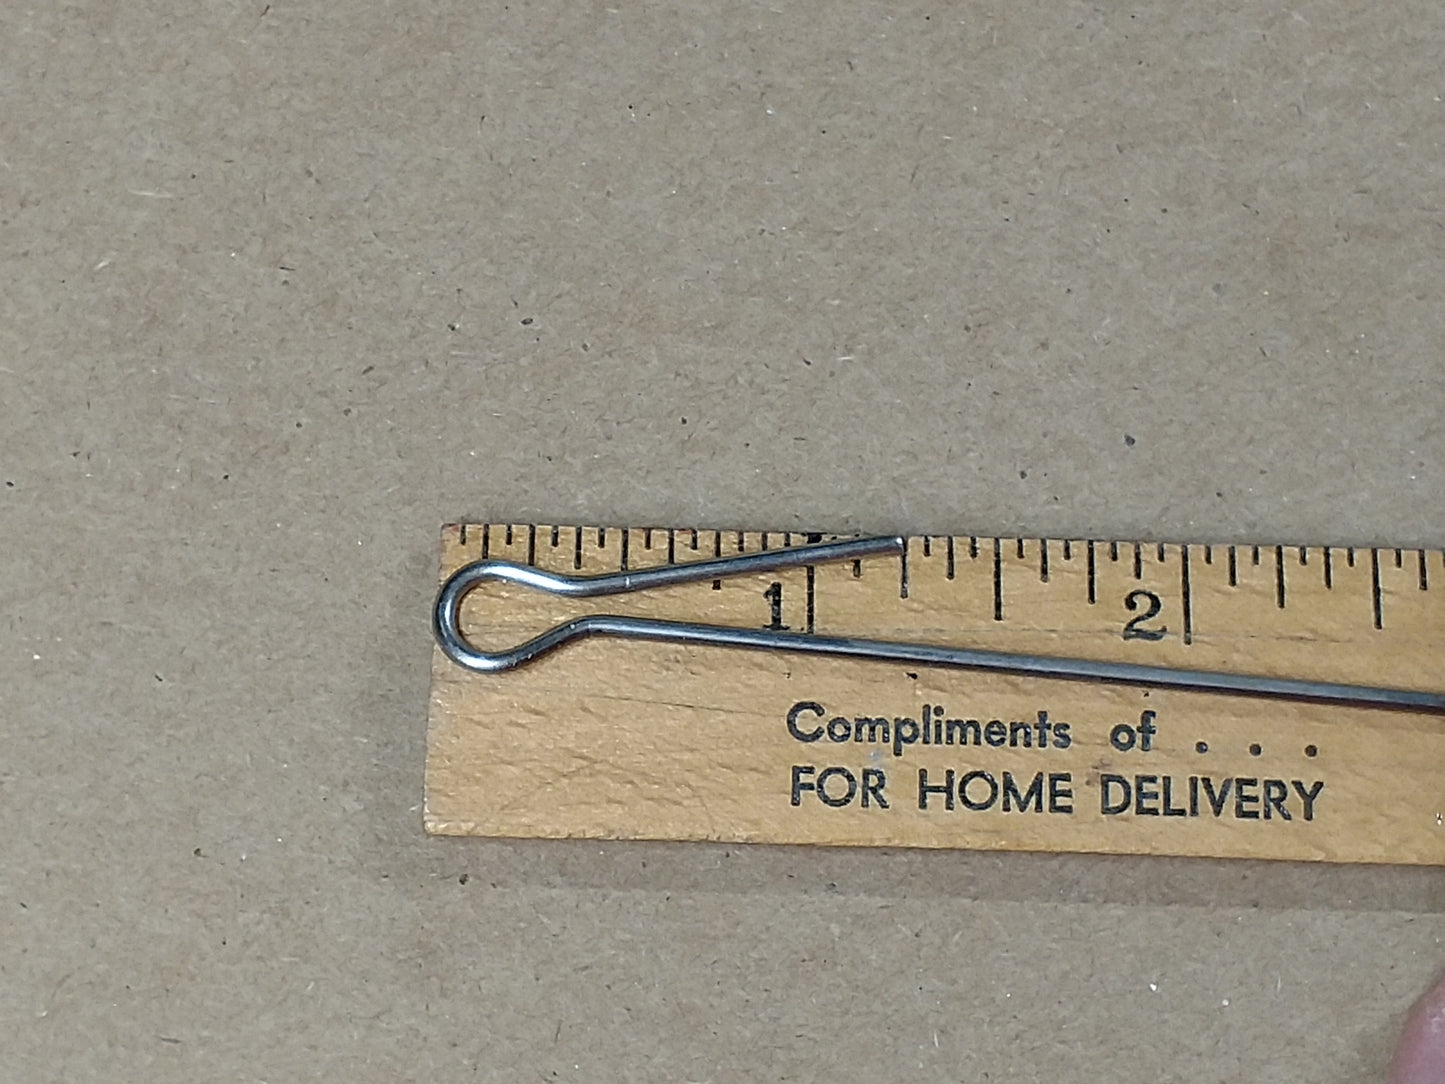 1 2
Compliments of . . .
FOR HOME DELIVERY